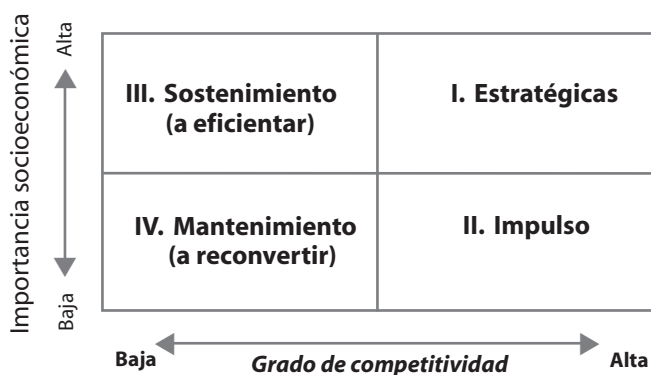 Importancia socioeconómica
Alta
Baja
III. Sostenimiento
(a eficientar)
I. Estratégicas
IV. Mantenimiento
(a reconvertir)
II. Impulso
Baja
Grado de competitividad
Alta